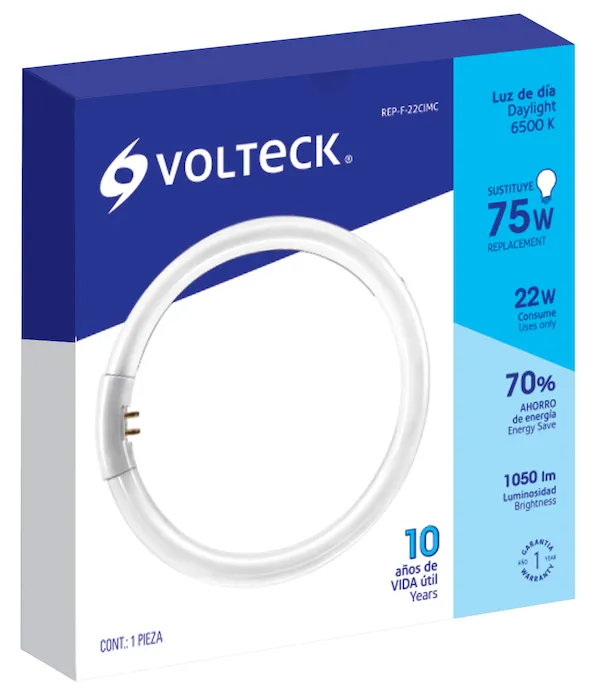 REP-F-22CIMC
VOLTECK®
Luz de día
Daylight
6500 K
SUSTITUYE
75W
REPLACEMENT
22W
Consume
Uses only
70%
AHORRO
de energía
Energy Save
1050 lm
Luminosidad
Brightness
GARANTIA
AÑO 1 YEAR
WARRANTY
10
años de
VIDA útil
Years
CONT.: 1 PIEZA